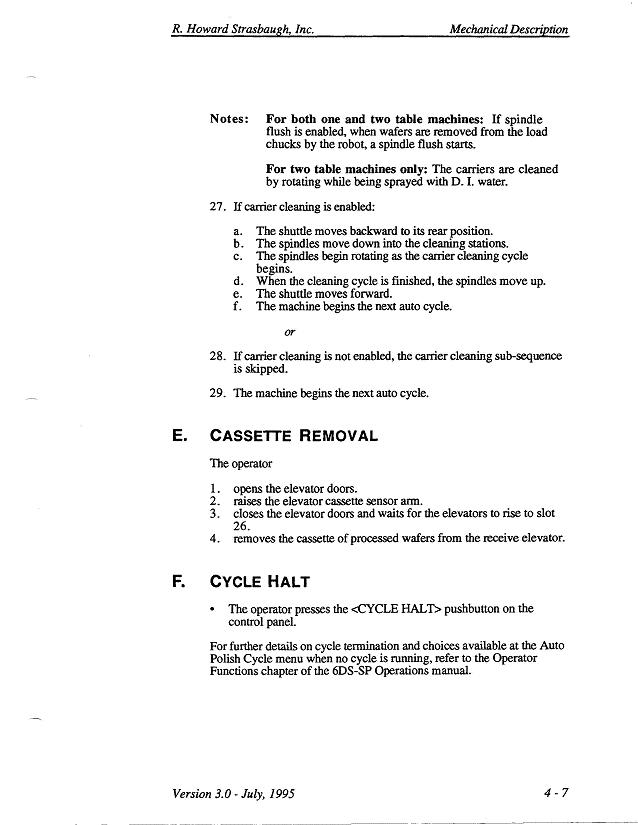 R. Howard Strasbaugh, Inc. Mechanical Description
Notes: For both one and two table machines: If spindle
flush is enabled, when wafers are removed from the load
chucks by the robot, a spindle flush starts.
For two table machines only: The carriers are cleaned
by rotating while being sprayed with D. I. water.
27. If carrier cleaning is enabled:
a. The shuttle moves backward to its rear position.
b. The spindles move down into the cleaning stations.
c. The spindles begin rotating as the carrier cleaning cycle
begins.
d. When the cleaning cycle is finished, the spindles move up.
e. The shuttle moves forward.
f. The machine begins the next auto cycle.
or
28. If carrier cleaning is not enabled, the carrier cleaning sub-sequence
is skipped.
29. The machine begins the next auto cycle.
E. CASSETTE REMOVAL
The operator
1. opens the elevator doors.
2. raises the elevator cassette sensor arm.
3. closes the elevator doors and waits for the elevators to rise to slot
26.
4. removes the cassette of processed wafers from the receive elevator.
F. CYCLE HALT
• The operator presses the <CYCLE HALT> pushbutton on the
control panel.
For further details on cycle termination and choices available at the Auto
Polish Cycle menu when no cycle is running, refer to the Operator
Functions chapter of the 6DS-SP Operations manual.
Version 3.0 - July, 1995 4 - 7